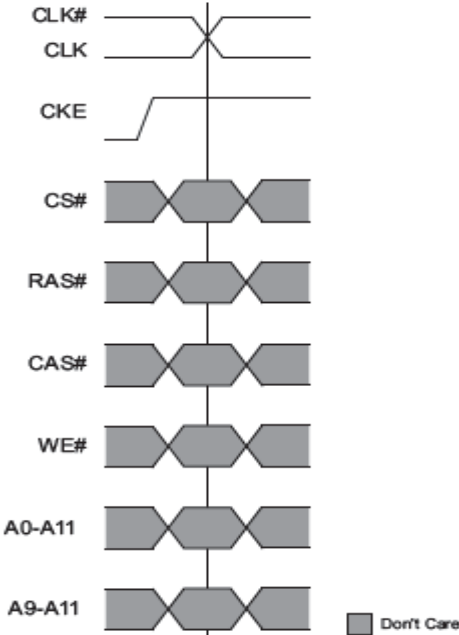 CLK#
CLK
CKE
CS#
RAS#
CAS#
WE#
A0-A11
A9-A11
Don't Care